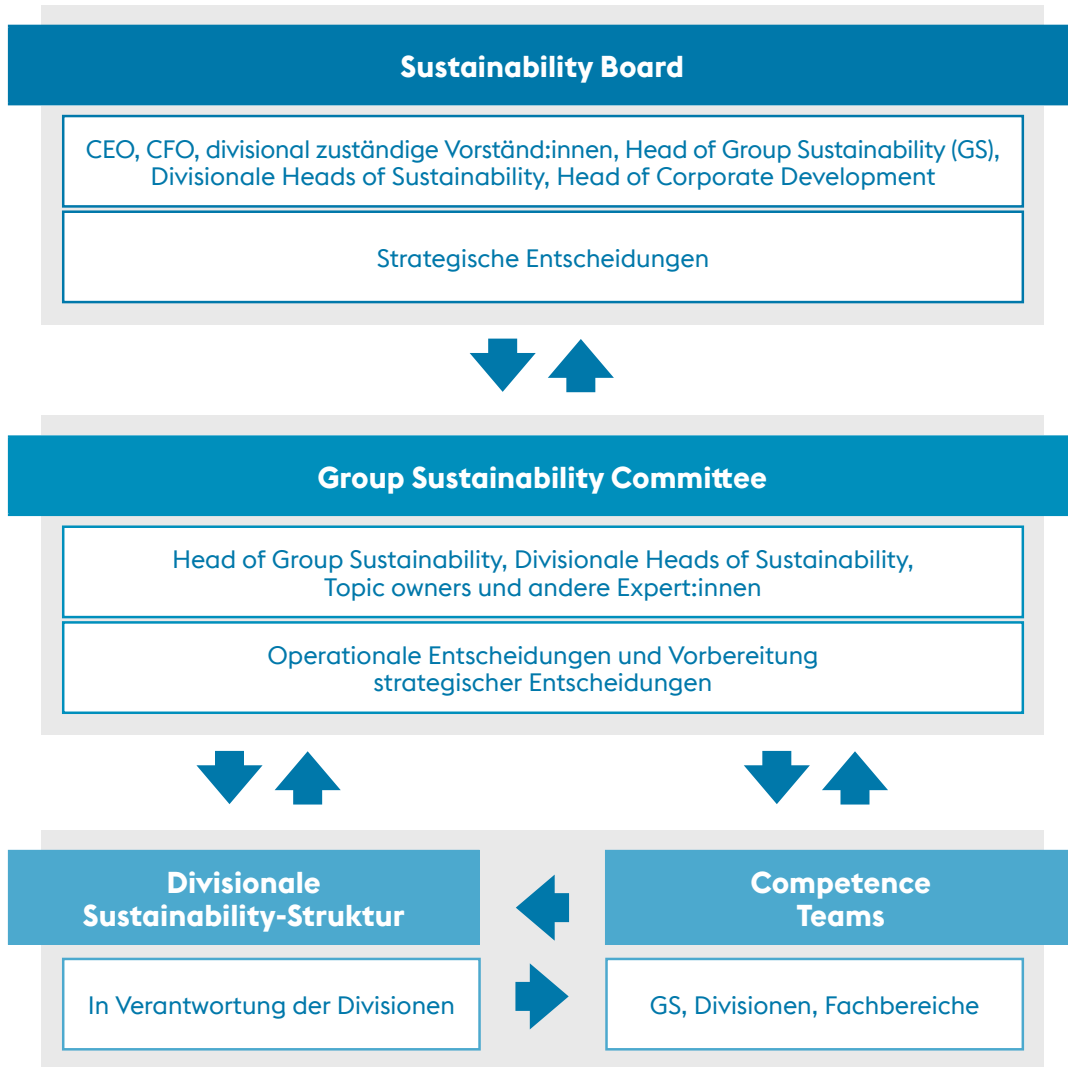 Sustainability Board
CEO, CFO, divisional zuständige Vorständ:innen, Head of Group Sustainability (GS),
Divisionale Heads of Sustainability, Head of Corporate Development
Strategische Entscheidungen
Group Sustainability Committee
Head of Group Sustainability, Divisionale Heads of Sustainability,
Topic owners und andere Expert:innen
Operationale Entscheidungen und Vorbereitung
strategischer Entscheidungen
Divisionale
Sustainability-Struktur
In Verantwortung der Divisionen
Competence
Teams
GS, Divisionen, Fachbereiche